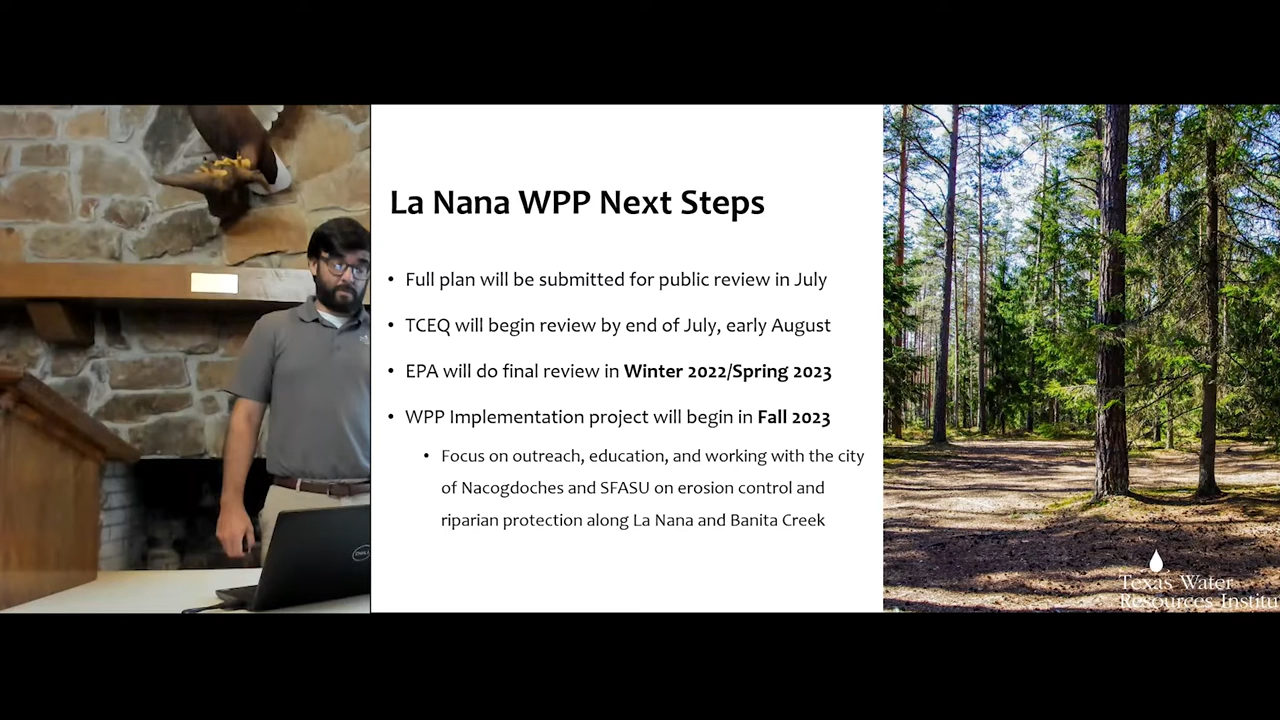 La Nana WPP Next Steps
• Full plan will be submitted for public review in July
• TCEQ will begin review by end of July, early August
• EPA will do final review in Winter 2022/Spring 2023
• WPP Implementation project will begin in Fall 2023
• Focus on outreach, education, and working with the city
of Nacogdoches and SFASU on erosion control and
riparian protection along La Nana and Banita Creek
DELL
Texas Water
Resources Institu